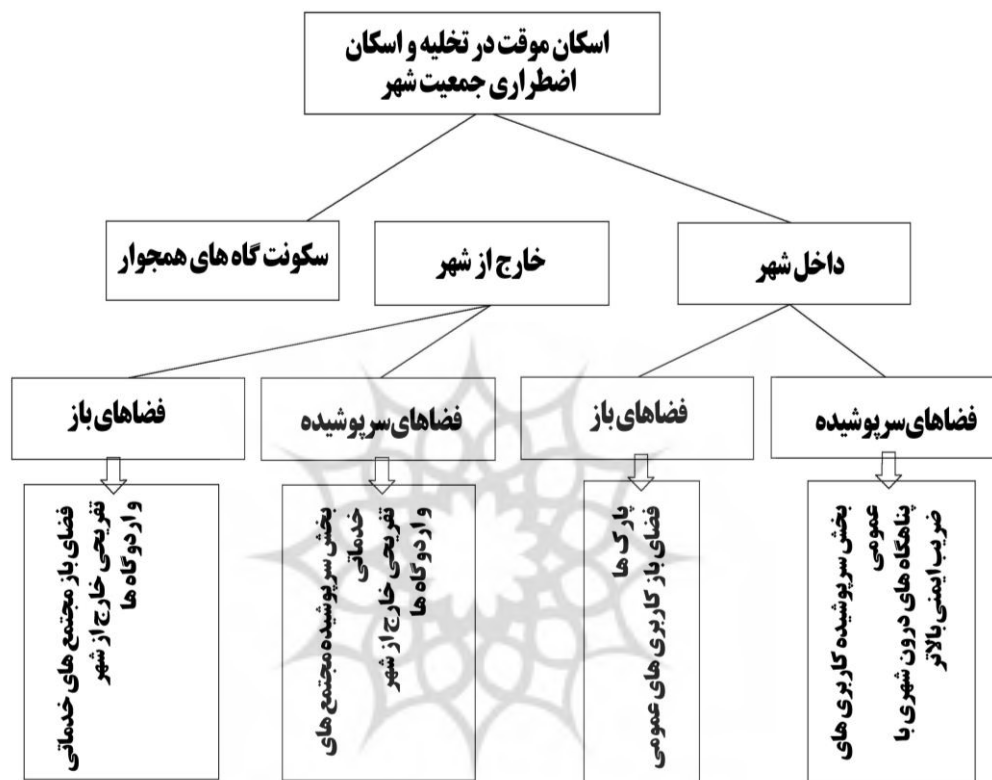 اسکان موقت در تخلیه و اسکان
اضطراری جمعیت شهر
داخل شهر
خارج از شهر
سکونت گاه های همجوار
فضاهای سرپوشیده
فضاهای باز
فضاهای سرپوشیده
فضاهای باز
بخش سرپوشیده کاربری های
عمومی
پناهگاه های درون شهری با
ضریب ایمنی بالاتر
فضای باز کاربری های عمومی
پارک ها
بخش سرپوشیده مجتمع های
خدماتی
تفریحی خارج از شهر
و اردوگاه ها
فضای باز مجتمع های خدماتی
تفریحی خارج از شهر
و اردوگاه ها